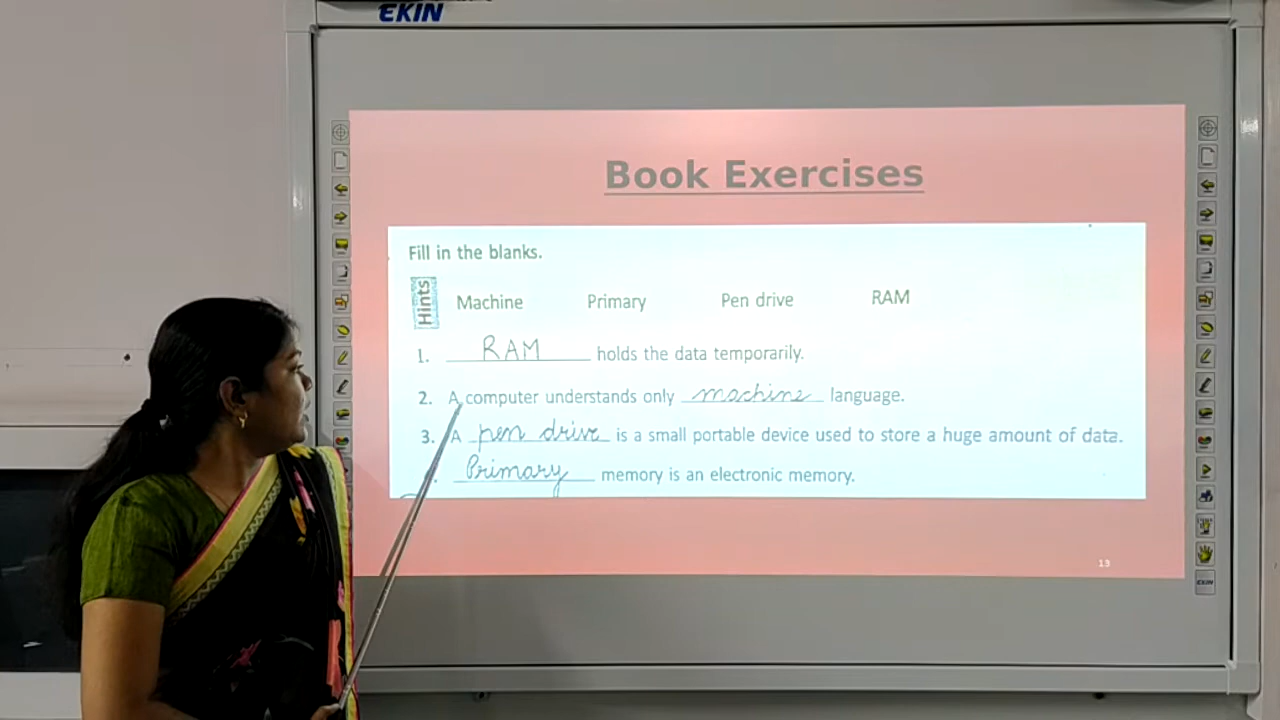 EKIN
Book Exercises
Fill in the blanks.
Hints
Machine Primary Pen drive RAM
1. RAM holds the data temporarily.
2. A computer understands only machine language.
3. A pen drive is a small portable device used to store a huge amount of data.
Primary memory is an electronic memory.
13
EKIN